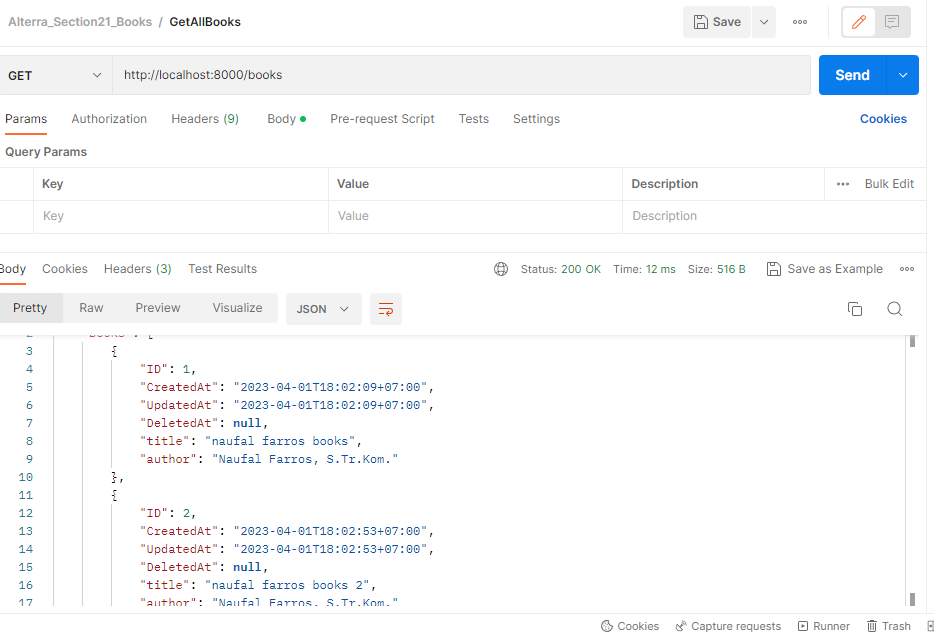 Alterra_Section21_Books / GetAllBooks
Save
GET
http://localhost:8000/books
Send
Params Authorization Headers (9) Body Pre-request Script Tests Settings Cookies
Query Params
Key Value Description Bulk Edit
Key Value Description
Body Cookies Headers (3) Test Results Status: 200 OK Time: 12 ms Size: 516 B Save as Example
Pretty Raw Preview Visualize JSON
3 {
4 "ID": 1,
5 "CreatedAt": "2023-04-01T18:02:09+07:00",
6 "UpdatedAt": "2023-04-01T18:02:09+07:00",
7 "DeletedAt": null,
8 "title": "naufal farros books",
9 "author": "Naufal Farros, S.Tr.Kom."
10 },
11 {
12 "ID": 2,
13 "CreatedAt": "2023-04-01T18:02:53+07:00",
14 "UpdatedAt": "2023-04-01T18:02:53+07:00",
15 "DeletedAt": null,
16 "title": "naufal farros books 2",
17 "author": "Naufal Farros, S.Tr.Kom."
Cookies Capture requests Runner Trash